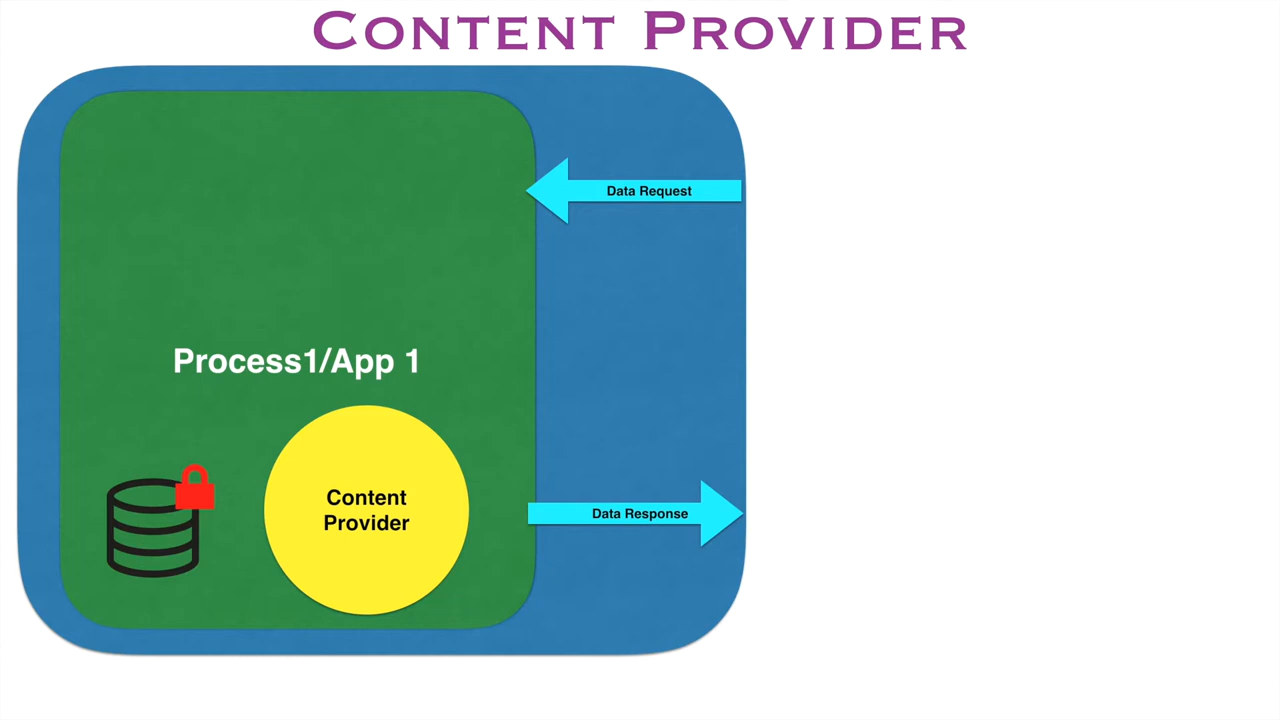 CONTENT PROVIDER
Data Request
Process1/App 1
Content
Provider
Data Response